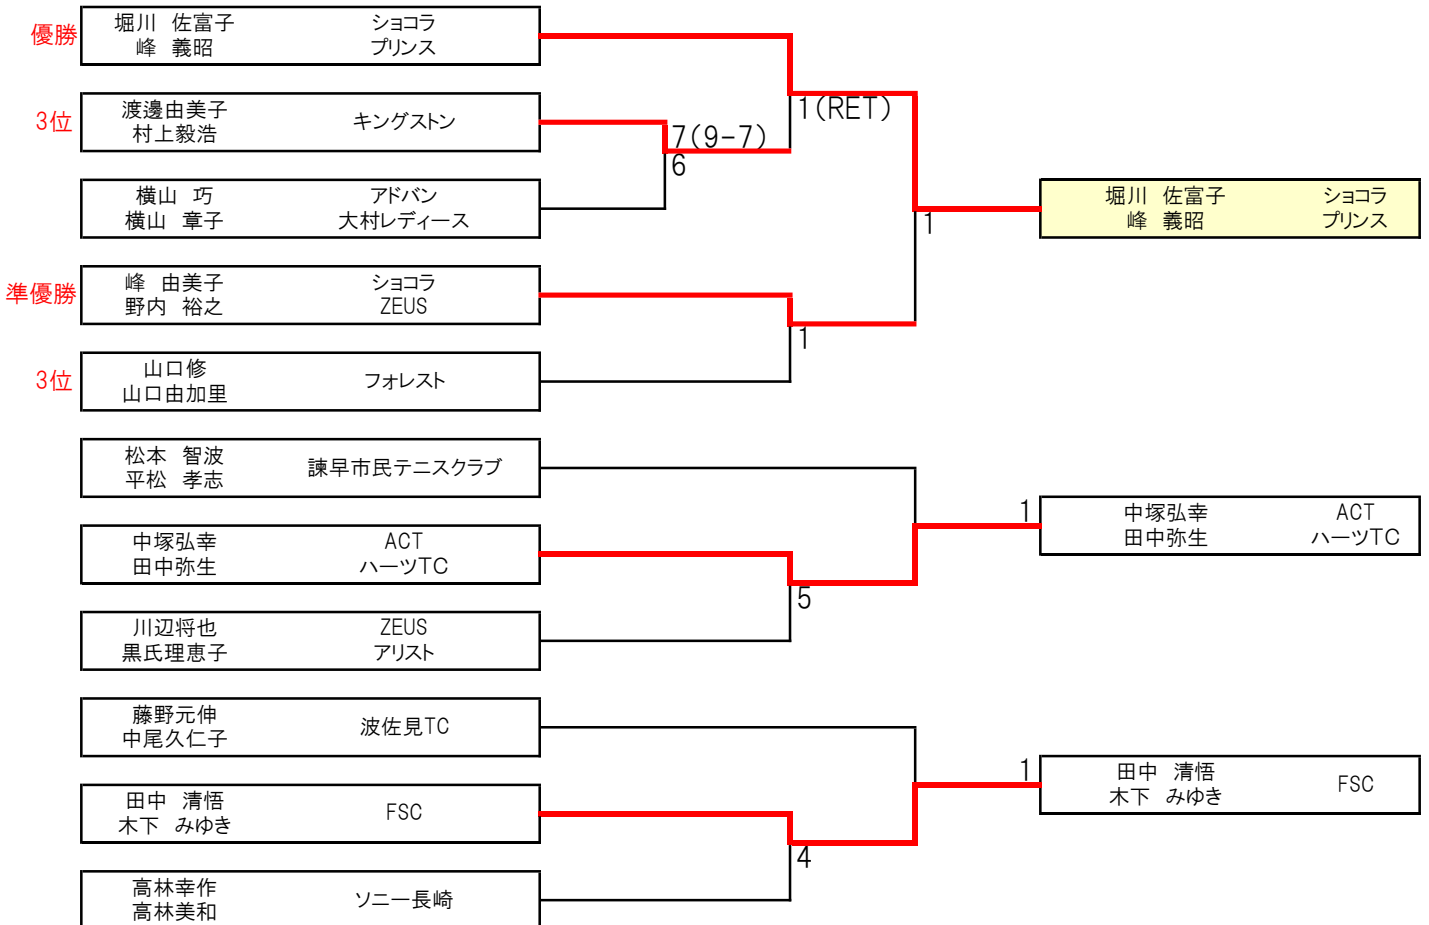 優勝
堀川　佐富子　ショコラ
峰　義昭　プリンス
3位
渡邊由美子
村上毅浩
キングストン
1(RET)
7(9-7)
6
横山　巧　アドバン
横山　章子　大村レディース
堀川　佐富子　ショコラ
峰　義昭　プリンス
1
準優勝
峰　由美子　ショコラ
野内　裕之　ZEUS
1
3位
山口修
山口由加里
フォレスト
松本　智波
平松　孝志
諫早市民テニスクラブ
1
中塚弘幸　ACT
田中弥生　ハーツTC
中塚弘幸　ACT
田中弥生　ハーツTC
5
川辺将也　ZEUS
黒氏理恵子　アリスト
藤野元伸
中尾久仁子
波佐見TC
1
田中　清悟
木下　みゆき
FSC
田中　清悟
木下　みゆき
FSC
4
高林幸作
高林美和
ソニー長崎